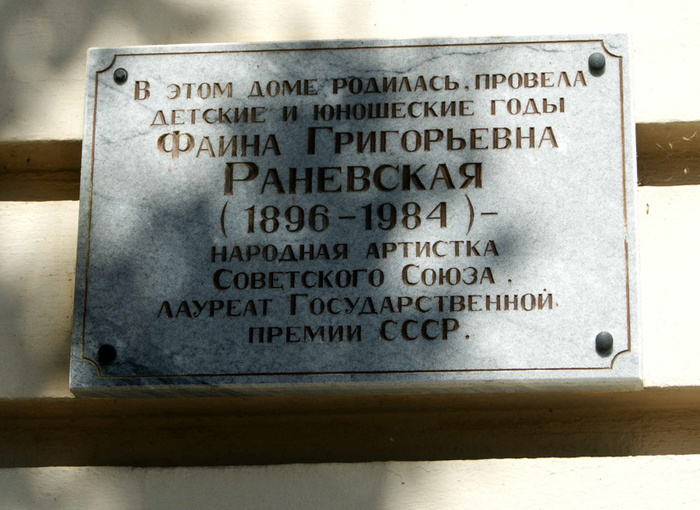 В ЭТОМ ДОМЕ РОДИЛАСЬ, ПРОВЕЛА
ДЕТСКИЕ И ЮНОШЕСКИЕ ГОДЫ
ФАИНА ГРИГОРЬЕВНА
РАНЕВСКАЯ
(1896-1984)-
НАРОДНАЯ АРТИСТКА
СОВЕТСКОГО СОЮЗА,
ЛАУРЕАТ ГОСУДАРСТВЕННОЙ
ПРЕМИИ СССР.